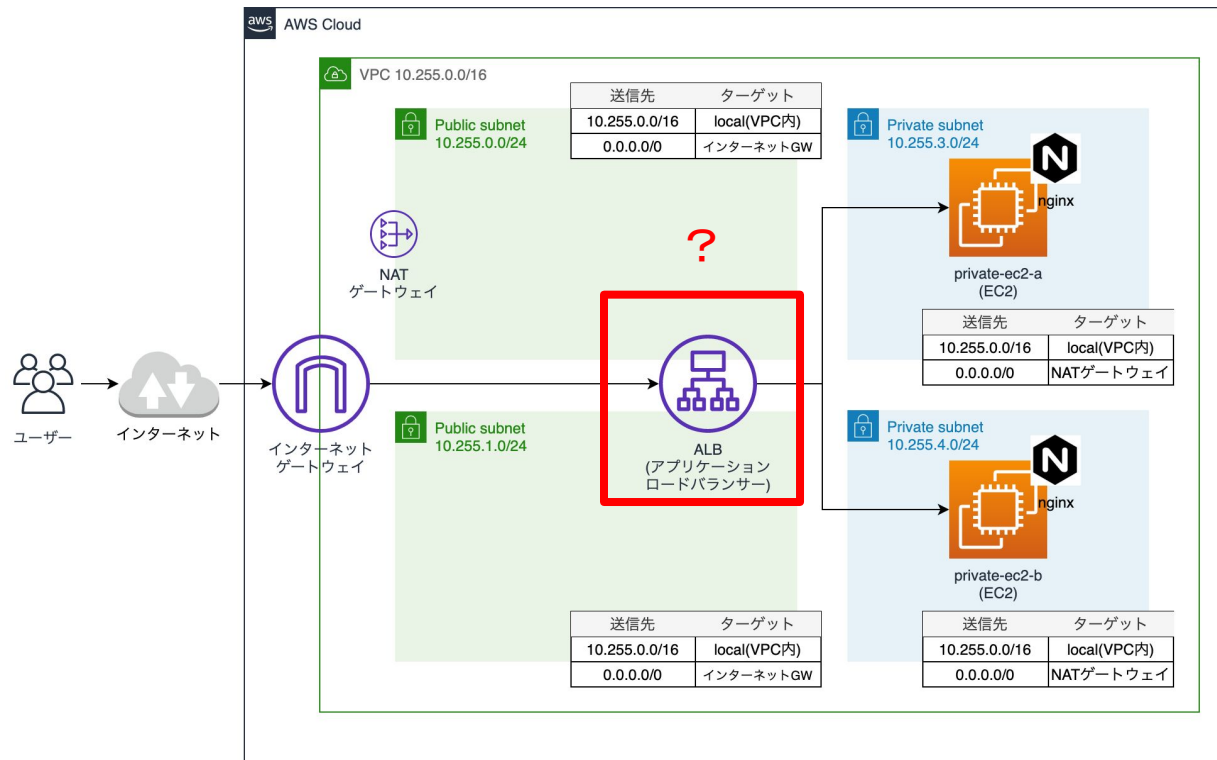 aws AWS Cloud
VPC 10.255.0.0/16
Public subnet
10.255.0.0/24
送信先 ターゲット
10.255.0.0/16 local(VPC内)
0.0.0.0/0 インターネットGW
Private subnet
10.255.3.0/24
N
nginx
private-ec2-a
(EC2)
送信先 ターゲット
10.255.0.0/16 local(VPC内)
0.0.0.0/0 NATゲートウェイ
NAT
ゲートウェイ
?
ユーザー
インターネット
インターネット
ゲートウェイ
ALB
(アプリケーション
ロードバランサー)
Public subnet
10.255.1.0/24
送信先 ターゲット
10.255.0.0/16 local(VPC内)
0.0.0.0/0 インターネットGW
Private subnet
10.255.4.0/24
N
nginx
private-ec2-b
(EC2)
送信先 ターゲット
10.255.0.0/16 local(VPC内)
0.0.0.0/0 NATゲートウェイ